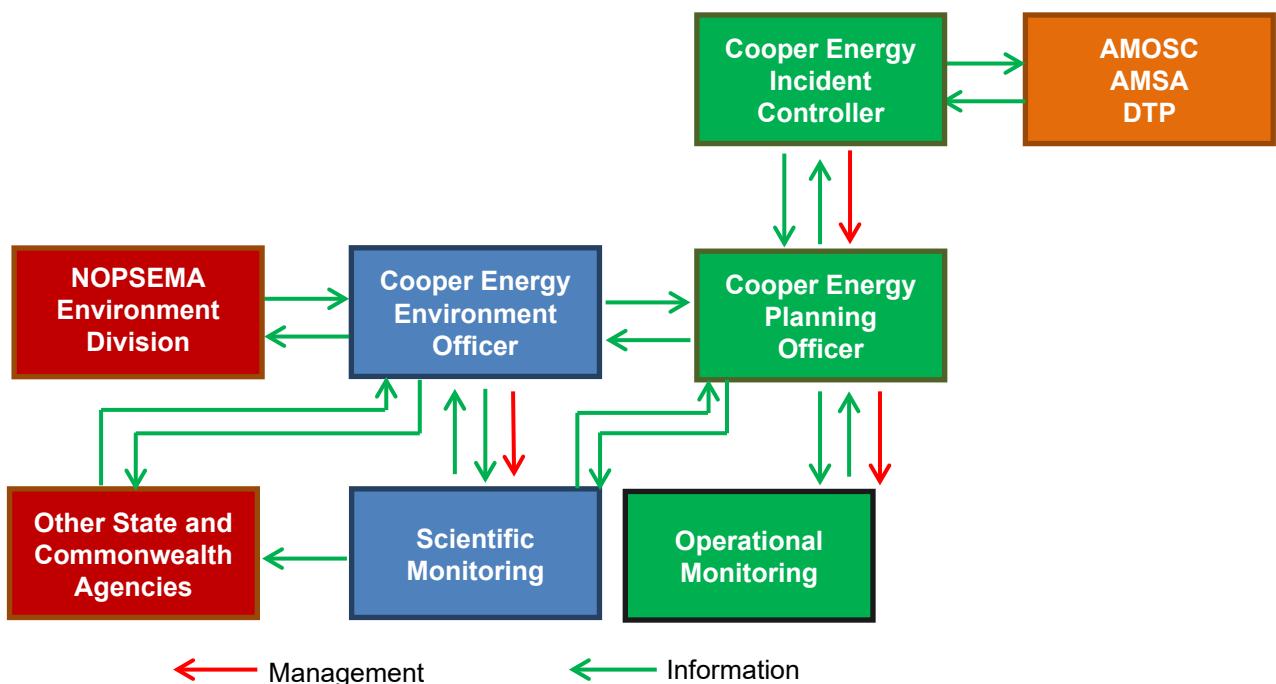 Cooper Energy
Incident
Controller
AMOSC
AMSA
DTP
NOPSEMA
Environment
Division
Cooper Energy
Environment
Officer
Cooper Energy
Planning
Officer
Other State and
Commonwealth
Agencies
Scientific
Monitoring
Operational
Monitoring
Management
Information